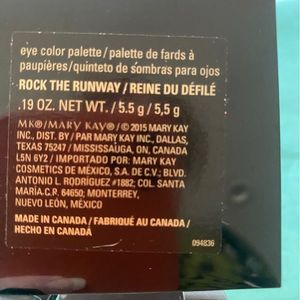 eye color palette/palette de fards à
paupières/quinteto de sombras para ojos
ROCK THE RUNWAY/REINE DU DÉFILÉ
.19 OZ. NET WT. / 5.5 g / 5,5 g
MK®/MARY KAY®/©2015 MARY KAY
INC. DIST. BY/PAR MARY KAY INC., DALLAS,
TEXAS 75247/MISSISSAUGA, ON, CANADA
L5N 6Y2/IMPORTADO POR: MARY KAY
COSMETICS DE MÉXICO, S.A. DE C.V.; BLVD.
ANTONIO L. RODRÍGUEZ #1882; COL. SANTA
MARÍA.C.P. 64650; MONTERREY,
NUEVO LEÓN, MÉXICO
MADE IN CANADA/FABRIQUÉ AU CANADA/
HECHO EN CANADÁ
094836